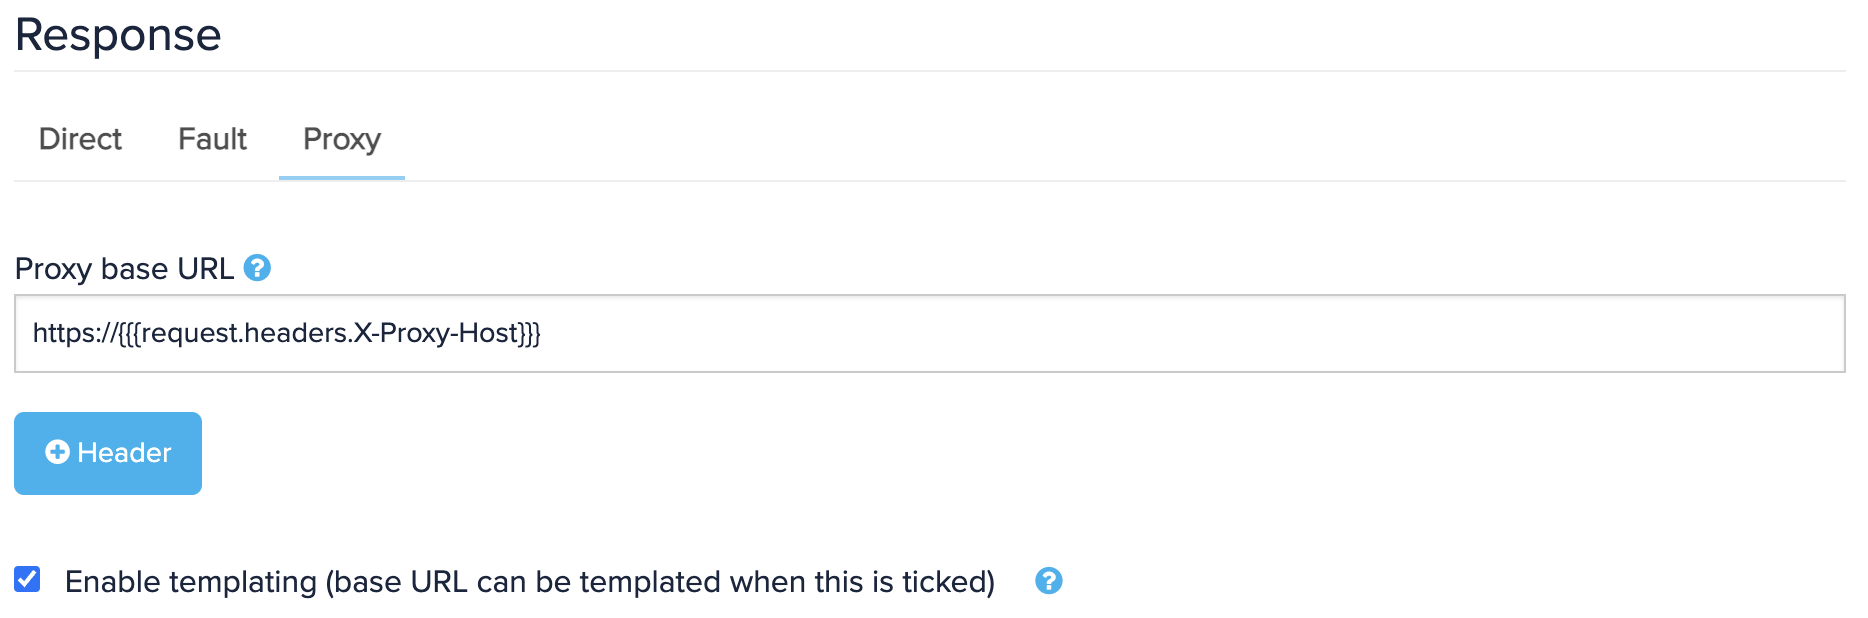 Response
Direct Fault Proxy
Proxy base URL ?
https://{{{request.headers.X-Proxy-Host}}}
Header
Enable templating (base URL can be templated when this is ticked) ?